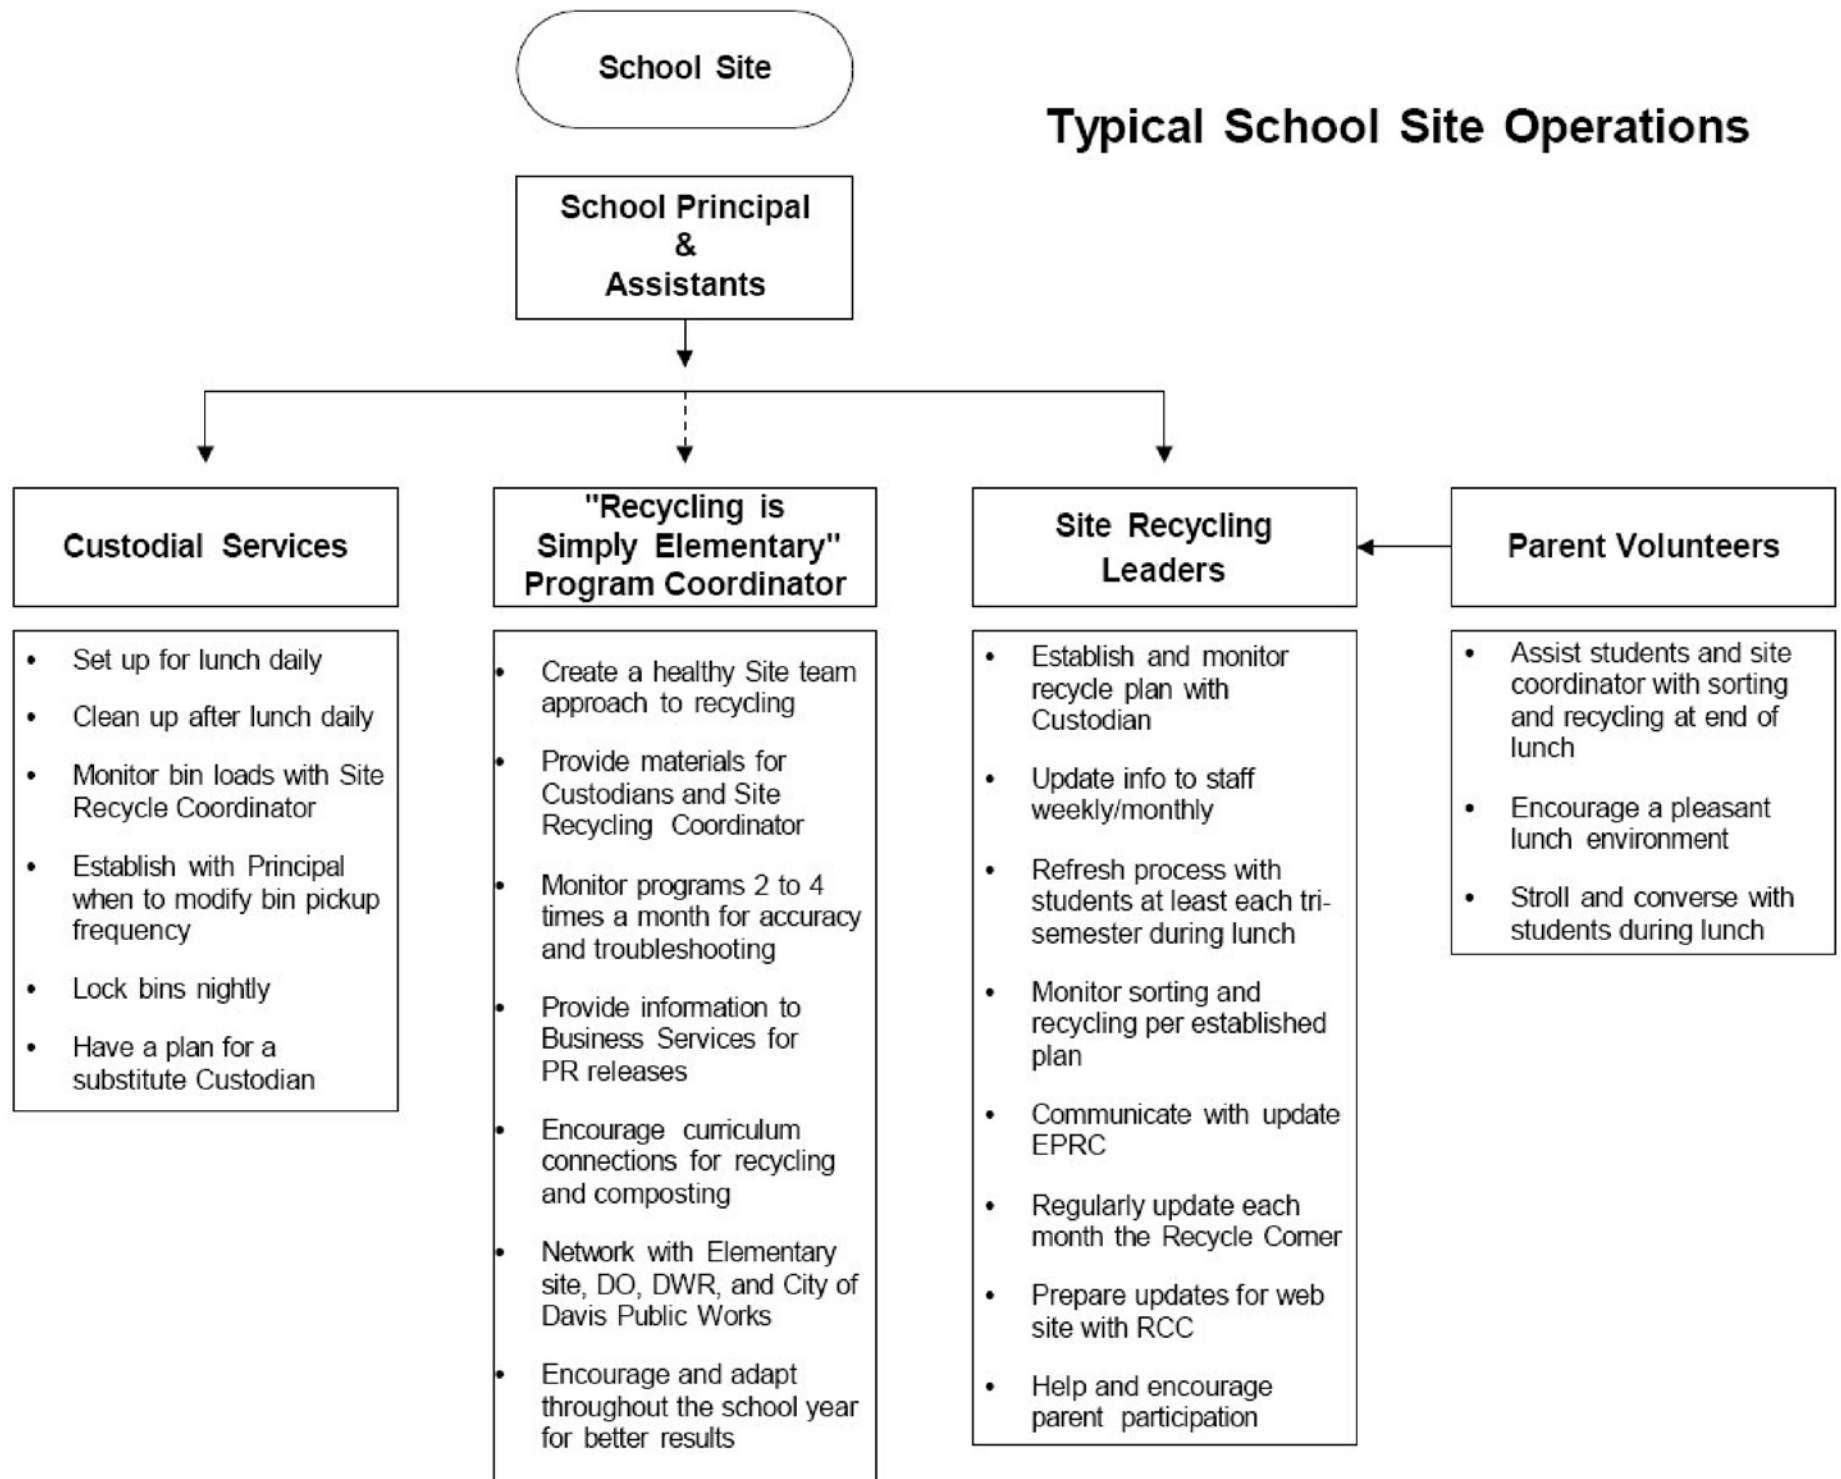 School Site
Typical School Site Operations
School Principal
&
Assistants
Custodial Services
• Set up for lunch daily
• Clean up after lunch daily
• Monitor bin loads with Site
Recycle Coordinator
• Establish with Principal
when to modify bin pickup
frequency
• Lock bins nightly
• Have a plan for a
substitute Custodian
"Recycling is
Simply Elementary"
Program Coordinator
• Create a healthy Site team
approach to recycling
• Provide materials for
Custodians and Site
Recycling Coordinator
• Monitor programs 2 to 4
times a month for accuracy
and troubleshooting
• Provide information to
Business Services for
PR releases
• Encourage curriculum
connections for recycling
and composting
• Network with Elementary
site, DO, DWR, and City of
Davis Public Works
• Encourage and adapt
throughout the school year
for better results
Site Recycling
Leaders
• Establish and monitor
recycle plan with
Custodian
• Update info to staff
weekly/monthly
• Refresh process with
students at least each tri-
semester during lunch
• Monitor sorting and
recycling per established
plan
• Communicate with update
EPRC
• Regularly update each
month the Recycle Corner
• Prepare updates for web
site with RCC
• Help and encourage
parent participation
Parent Volunteers
• Assist students and site
coordinator with sorting
and recycling at end of
lunch
• Encourage a pleasant
lunch environment
• Stroll and converse with
students during lunch